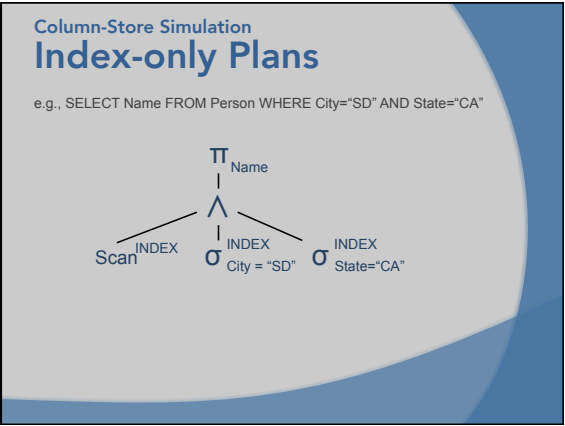 Column-Store Simulation
Index-only Plans
e.g., SELECT Name FROM Person WHERE City=“SD” AND State=“CA”
π Name
∧
Scan INDEX
σ INDEX City = “SD”
σ INDEX State=“CA”